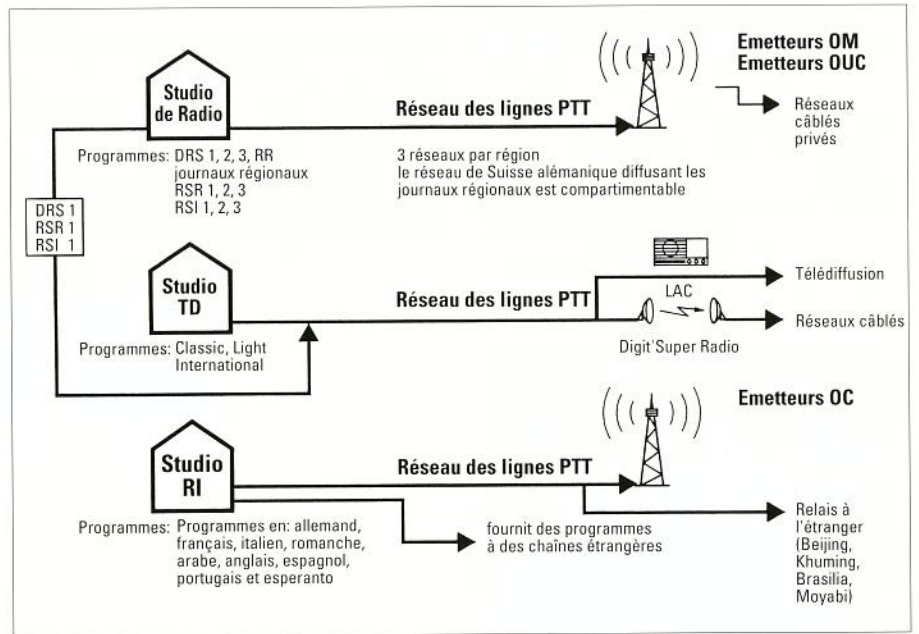 Studio
de Radio
Réseau des lignes PTT
Emetteurs OM
Emetteurs OUC
Réseaux
câblés
privés
Programmes: DRS 1, 2, 3, RR
journaux régionaux
RSR 1, 2, 3
RSI 1, 2, 3
3 réseaux par région
le réseau de Suisse alémanique diffusant les
journaux régionaux est compartimentable
DRS 1
RSR 1
RSI 1
Studio
TD
Réseau des lignes PTT
Programmes: Classic, Light
International
LAC
Digit'Super Radio
Télédiffusion
Réseaux câblés
Studio
RI
Réseau des lignes PTT
Emetteurs OC
Programmes: Programmes en: allemand,
français, italien, romanche,
arabe, anglais, espagnol,
portugais et esperanto
fournit des programmes
à des chaînes étrangères
Relais à
l'étranger
(Beijing,
Khuming,
Brasilia,
Moyabi)